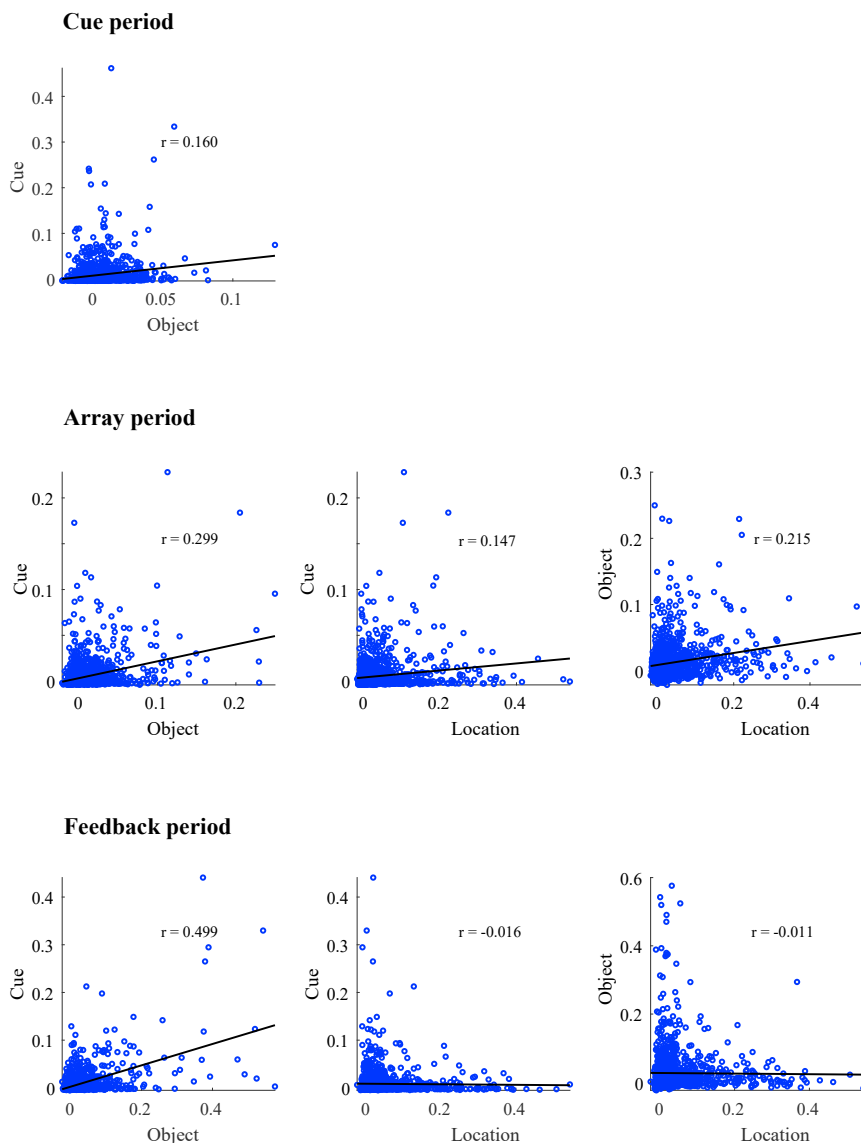 Cue period
0.4
0.3
0.2
0.1
0
Cue
r = 0.160
0 0.05 0.1
Object
Array period
0.2
0.1
0
Cue
r = 0.299
0 0.1 0.2
Object
0.2
0.1
0
Cue
r = 0.147
0 0.2 0.4
Location
0.3
0.2
0.1
0
Object
r = 0.215
0 0.2 0.4
Location
Feedback period
0.4
0.3
0.2
0.1
0
Cue
r = 0.499
0 0.2 0.4
Object
0.4
0.3
0.2
0.1
0
Cue
r = -0.016
0 0.2 0.4
Location
0.6
0.4
0.2
0
Object
r = -0.011
0 0.2 0.4
Location